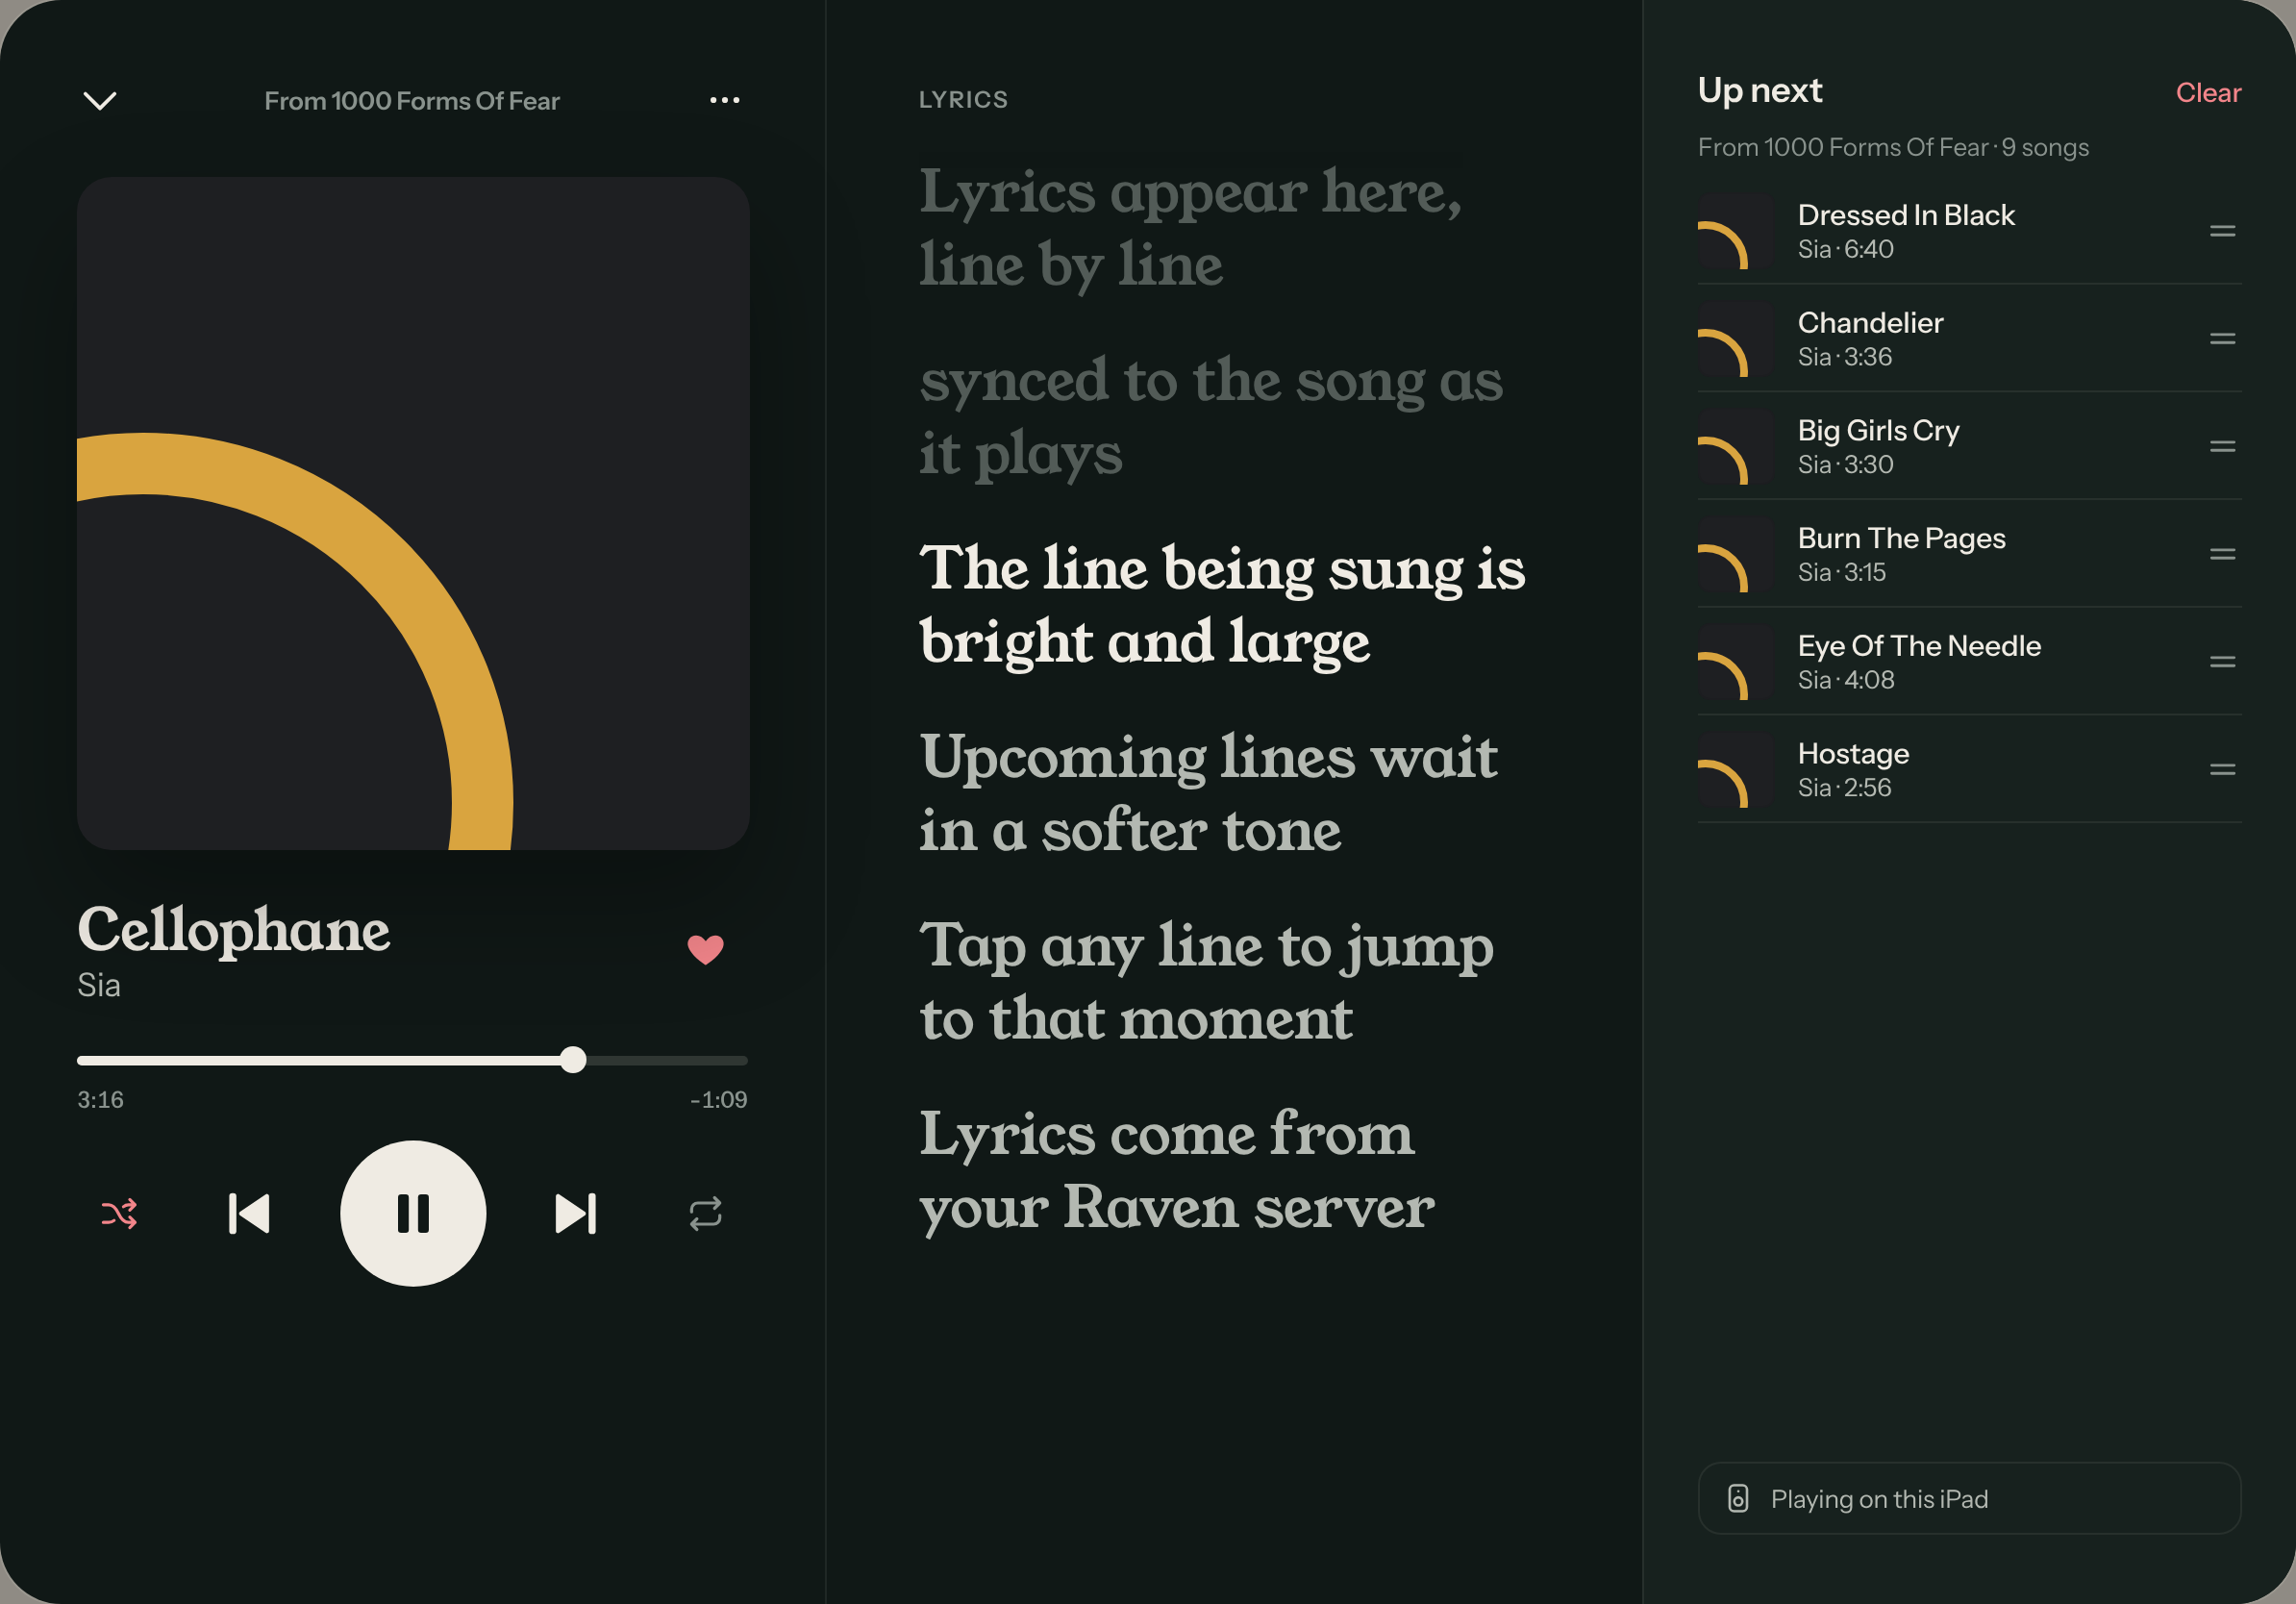 From 1000 Forms Of Fear
Cellophane
Sia
3:16
-1:09
LYRICS
Lyrics appear here,
line by line
synced to the song as
it plays
The line being sung is
bright and large
Upcoming lines wait
in a softer tone
Tap any line to jump
to that moment
Lyrics come from
your Raven server
Up next
Clear
From 1000 Forms Of Fear · 9 songs
Dressed In Black
Sia · 6:40
Chandelier
Sia · 3:36
Big Girls Cry
Sia · 3:30
Burn The Pages
Sia · 3:15
Eye Of The Needle
Sia · 4:08
Hostage
Sia · 2:56
Playing on this iPad